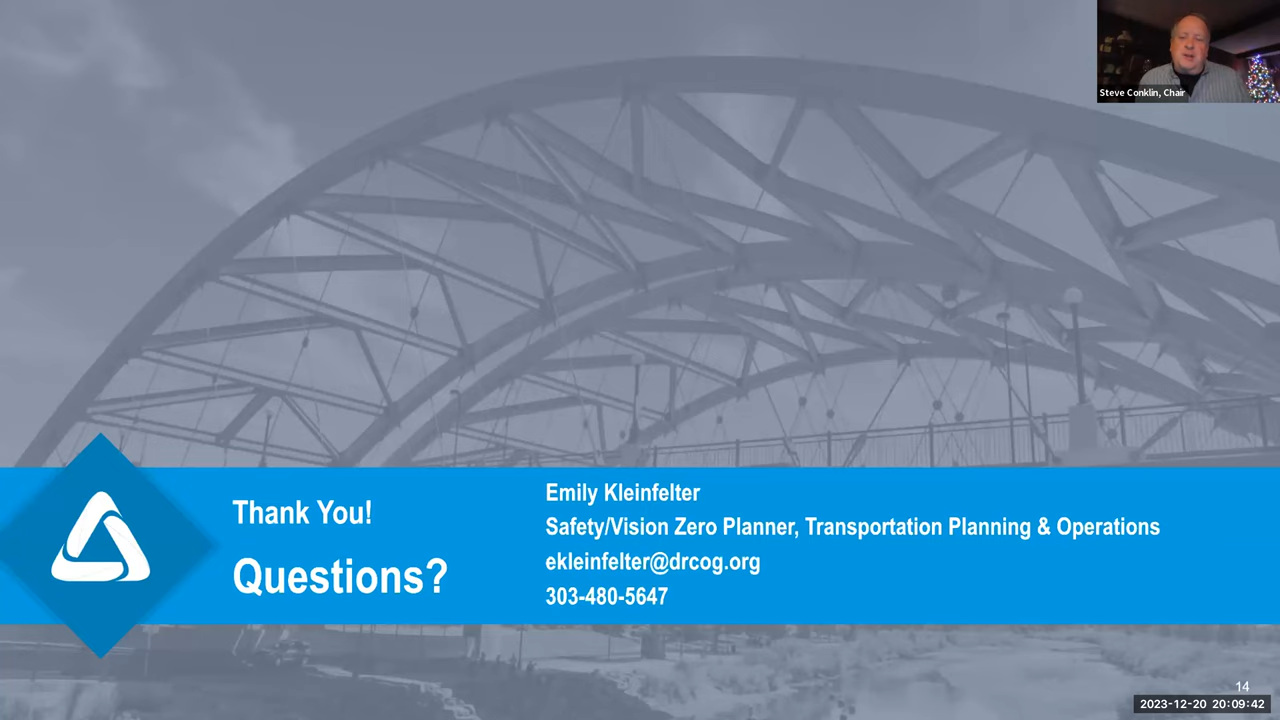 Steve Conklin, Chair
Thank You!
Questions?
Emily Kleinfelter
Safety/Vision Zero Planner, Transportation Planning & Operations
ekleinfelter@drcog.org
303-480-5647
14
2023-12-20 20:09:42